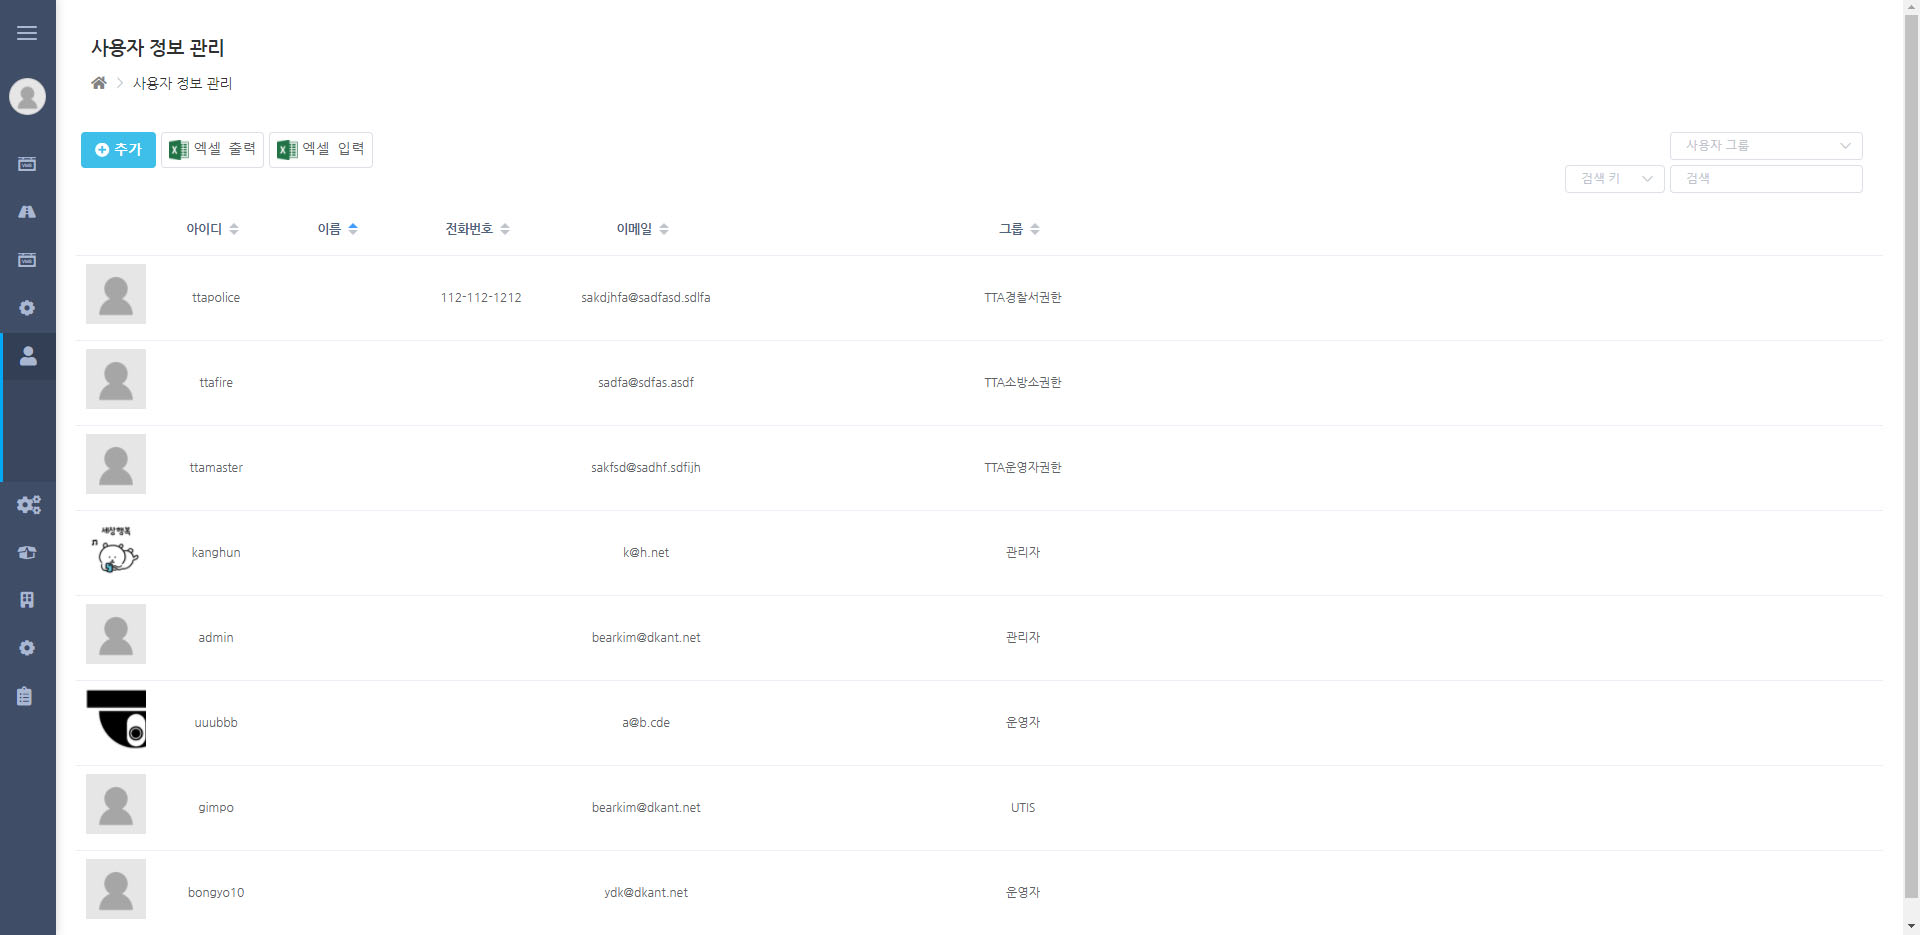 사용자 정보 관리
사용자 정보 관리
추가 엑셀 출력 엑셀 입력 사용자 그룹
검색 키 검색
아이디 이름 전화번호 이메일 그룹
ttapolice 112-112-1212 sakdjhfa@sadfasd.sdlfa TTA경찰서권한
ttafire sadfa@sdfas.asdf TTA소방소권한
ttamaster sakfsd@sadhf.sdfijh TTA운영자권한
세상행복
kanghun k@h.net 관리자
admin bearkim@dkant.net 관리자
uuubbb a@b.cde 운영자
gimpo bearkim@dkant.net UTIS
bongyo10 ydk@dkant.net 운영자